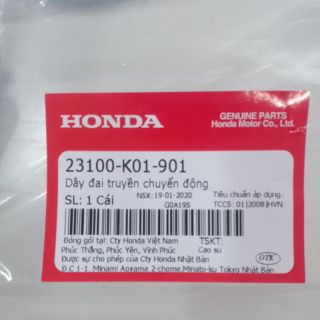 HONDA
GENUINE PARTS
Honda Motor Co., Ltd.
23100-K01-901
Dây đai truyền chuyển động
SL: 1 Cái
NSX:19-01-2020
G0A19S
Tiêu chuẩn áp dụng :
TCCS: 01|2008|HVN
Đóng gói tại: Cty Honda Việt Nam
Phúc Thắng, Phúc Yên, Vĩnh Phúc
Được sự cho phép của Cty Honda Nhật Bản
Đ.C 1-1. Minami Aoyama 2-chome.Minato-ku Tokyo Nhật Bản
TSKT:
Cao su
OTK